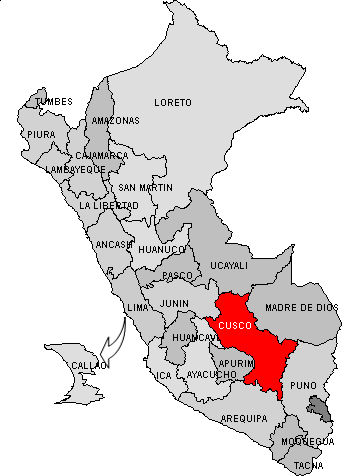 LORETO
TUMBES
AMAZONAS
PIURA
CAJAMARCA
LAMBAYEQUE
SAN MARTIN
LA LIBERTAD
ANCASH
HUANUCO
UCAYALI
PASCO
LIMA
JUNIN
MADRE DE DIOS
CUSCO
HUANCAVE
CALLAO
APURIM
ICA
AYACUCHO
PUNO
AREQUIPA
MOQUEGUA
TACNA